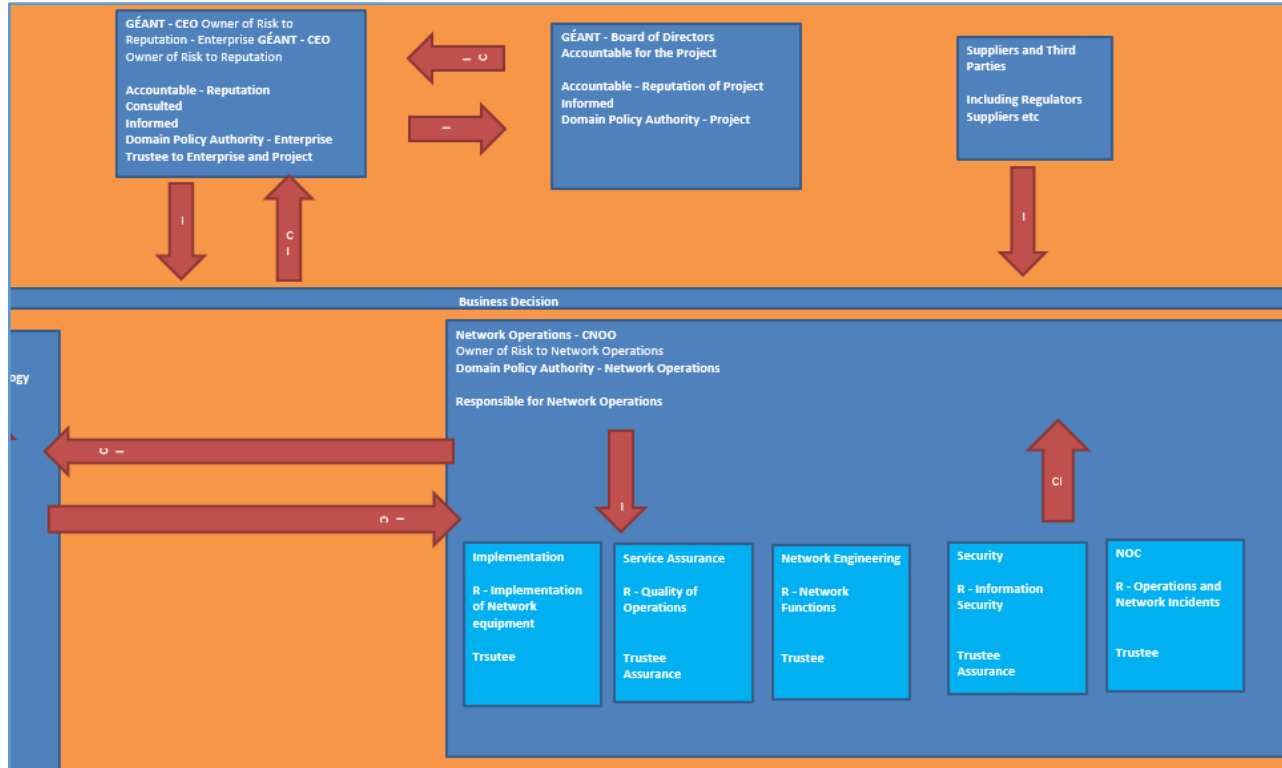 GÉANT - CEO Owner of Risk to
Reputation - Enterprise GÉANT - CEO
Owner of Risk to Reputation
Accountable - Reputation
Consulted
Informed
Domain Policy Authority - Enterprise
Trustee to Enterprise and Project
C I
I
GÉANT - Board of Directors
Accountable for the Project
Accountable - Reputation of Project
Informed
Domain Policy Authority - Project
Suppliers and Third
Parties
Including Regulators
Suppliers etc
I
C
I
I
Business Decision
ology
Network Operations - CNOO
Owner of Risk to Network Operations
Domain Policy Authority - Network Operations
Responsible for Network Operations
C I
C I
I
CI
Implementation
R - Implementation
of Network
equipment
Trsutee
Service Assurance
R - Quality of
Operations
Trustee
Assurance
Network Engineering
R - Network
Functions
Trustee
Security
R - Information
Security
Trustee
Assurance
NOC
R - Operations and
Network Incidents
Trustee